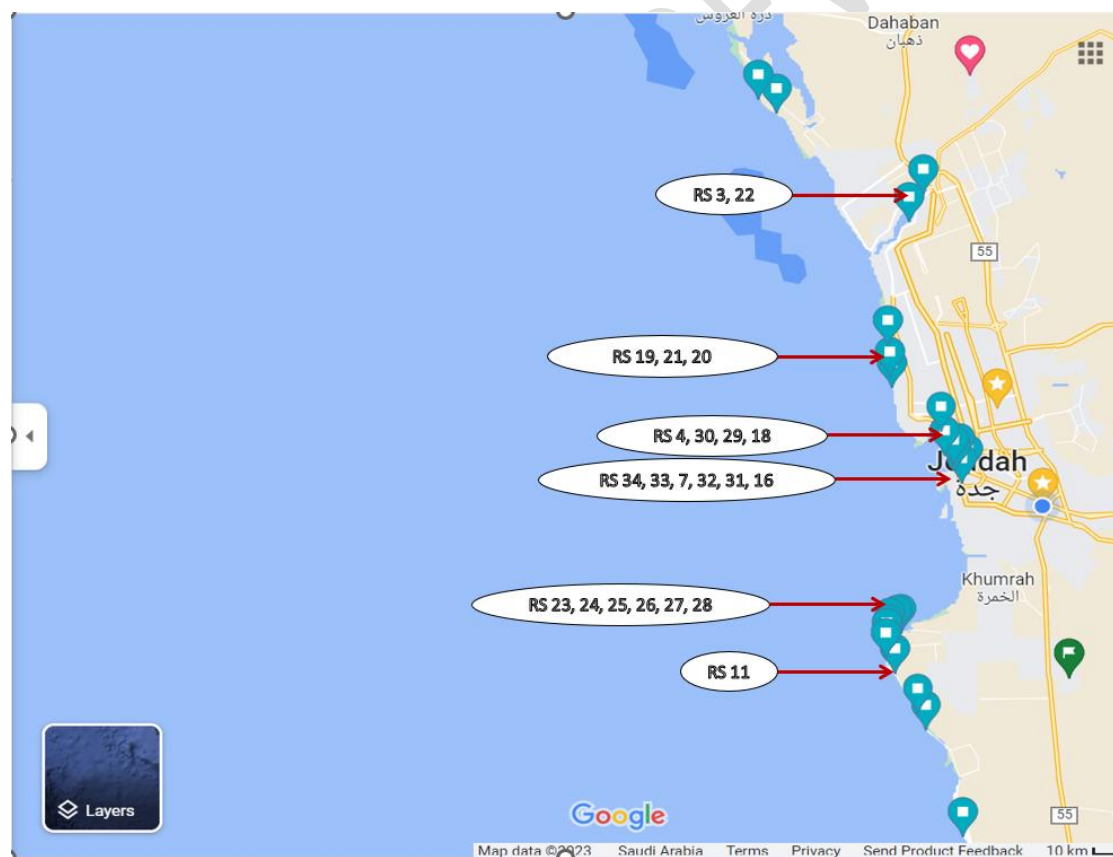 درة العروس
Dahaban
ذهبان
RS 3, 22
55
RS 19, 21, 20
RS 4, 30, 29, 18
Jeddah
جدة
RS 34, 33, 7, 32, 31, 16
Khumrah
الخمرة
RS 23, 24, 25, 26, 27, 28
RS 11
Layers
Google
55
Map data ©2023 Saudi Arabia Terms Privacy Send Product Feedback 10 km